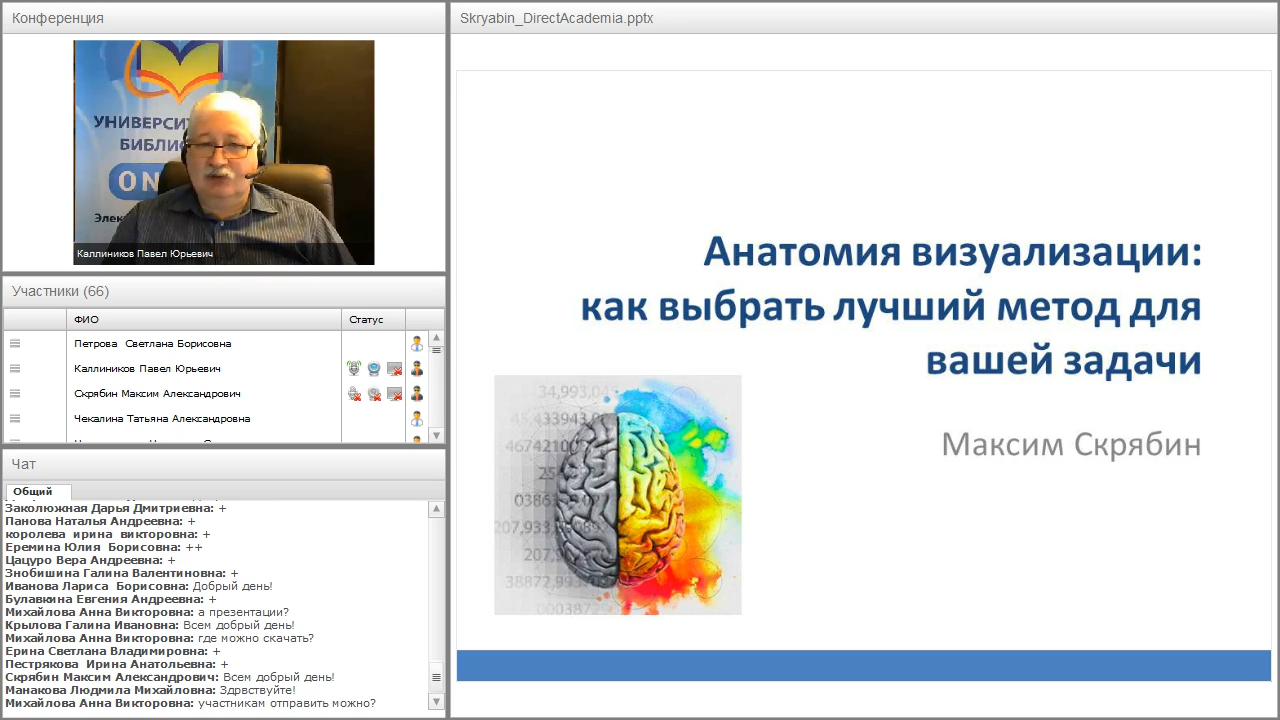 Конференция
УНИВЕРСИТ
БИБЛИ
ON
Элек
Каллиников Павел Юрьевич
Участники (66)
ФИО Статус
Петрова Светлана Борисовна
Каллиников Павел Юрьевич
Скрябин Максим Александрович
Чекалина Татьяна Александровна
Чат
Общий
Заколюжная Дарья Дмитриевна: +
Панова Наталья Андреевна: +
королева ирина викторовна: +
Еремина Юлия Борисовна: ++
Цацуро Вера Андреевна: +
Знобишина Галина Валентиновна: +
Иванова Лариса Борисовна: Добрый день!
Булавкина Евгения Андреевна: +
Михайлова Анна Викторовна: а презентации?
Крылова Галина Ивановна: Всем добрый день!
Михайлова Анна Викторовна: где можно скачать?
Ерина Светлана Владимировна: +
Пестрякова Ирина Анатольевна: +
Скрябин Максим Александрович: Всем добрый день!
Манакова Людмила Михайловна: Здрвствуйте!
Михайлова Анна Викторовна: участникам отправить можно?
Skryabin_DirectAcademia.pptx
Анатомия визуализации:
как выбрать лучший метод для
вашей задачи
Максим Скрябин